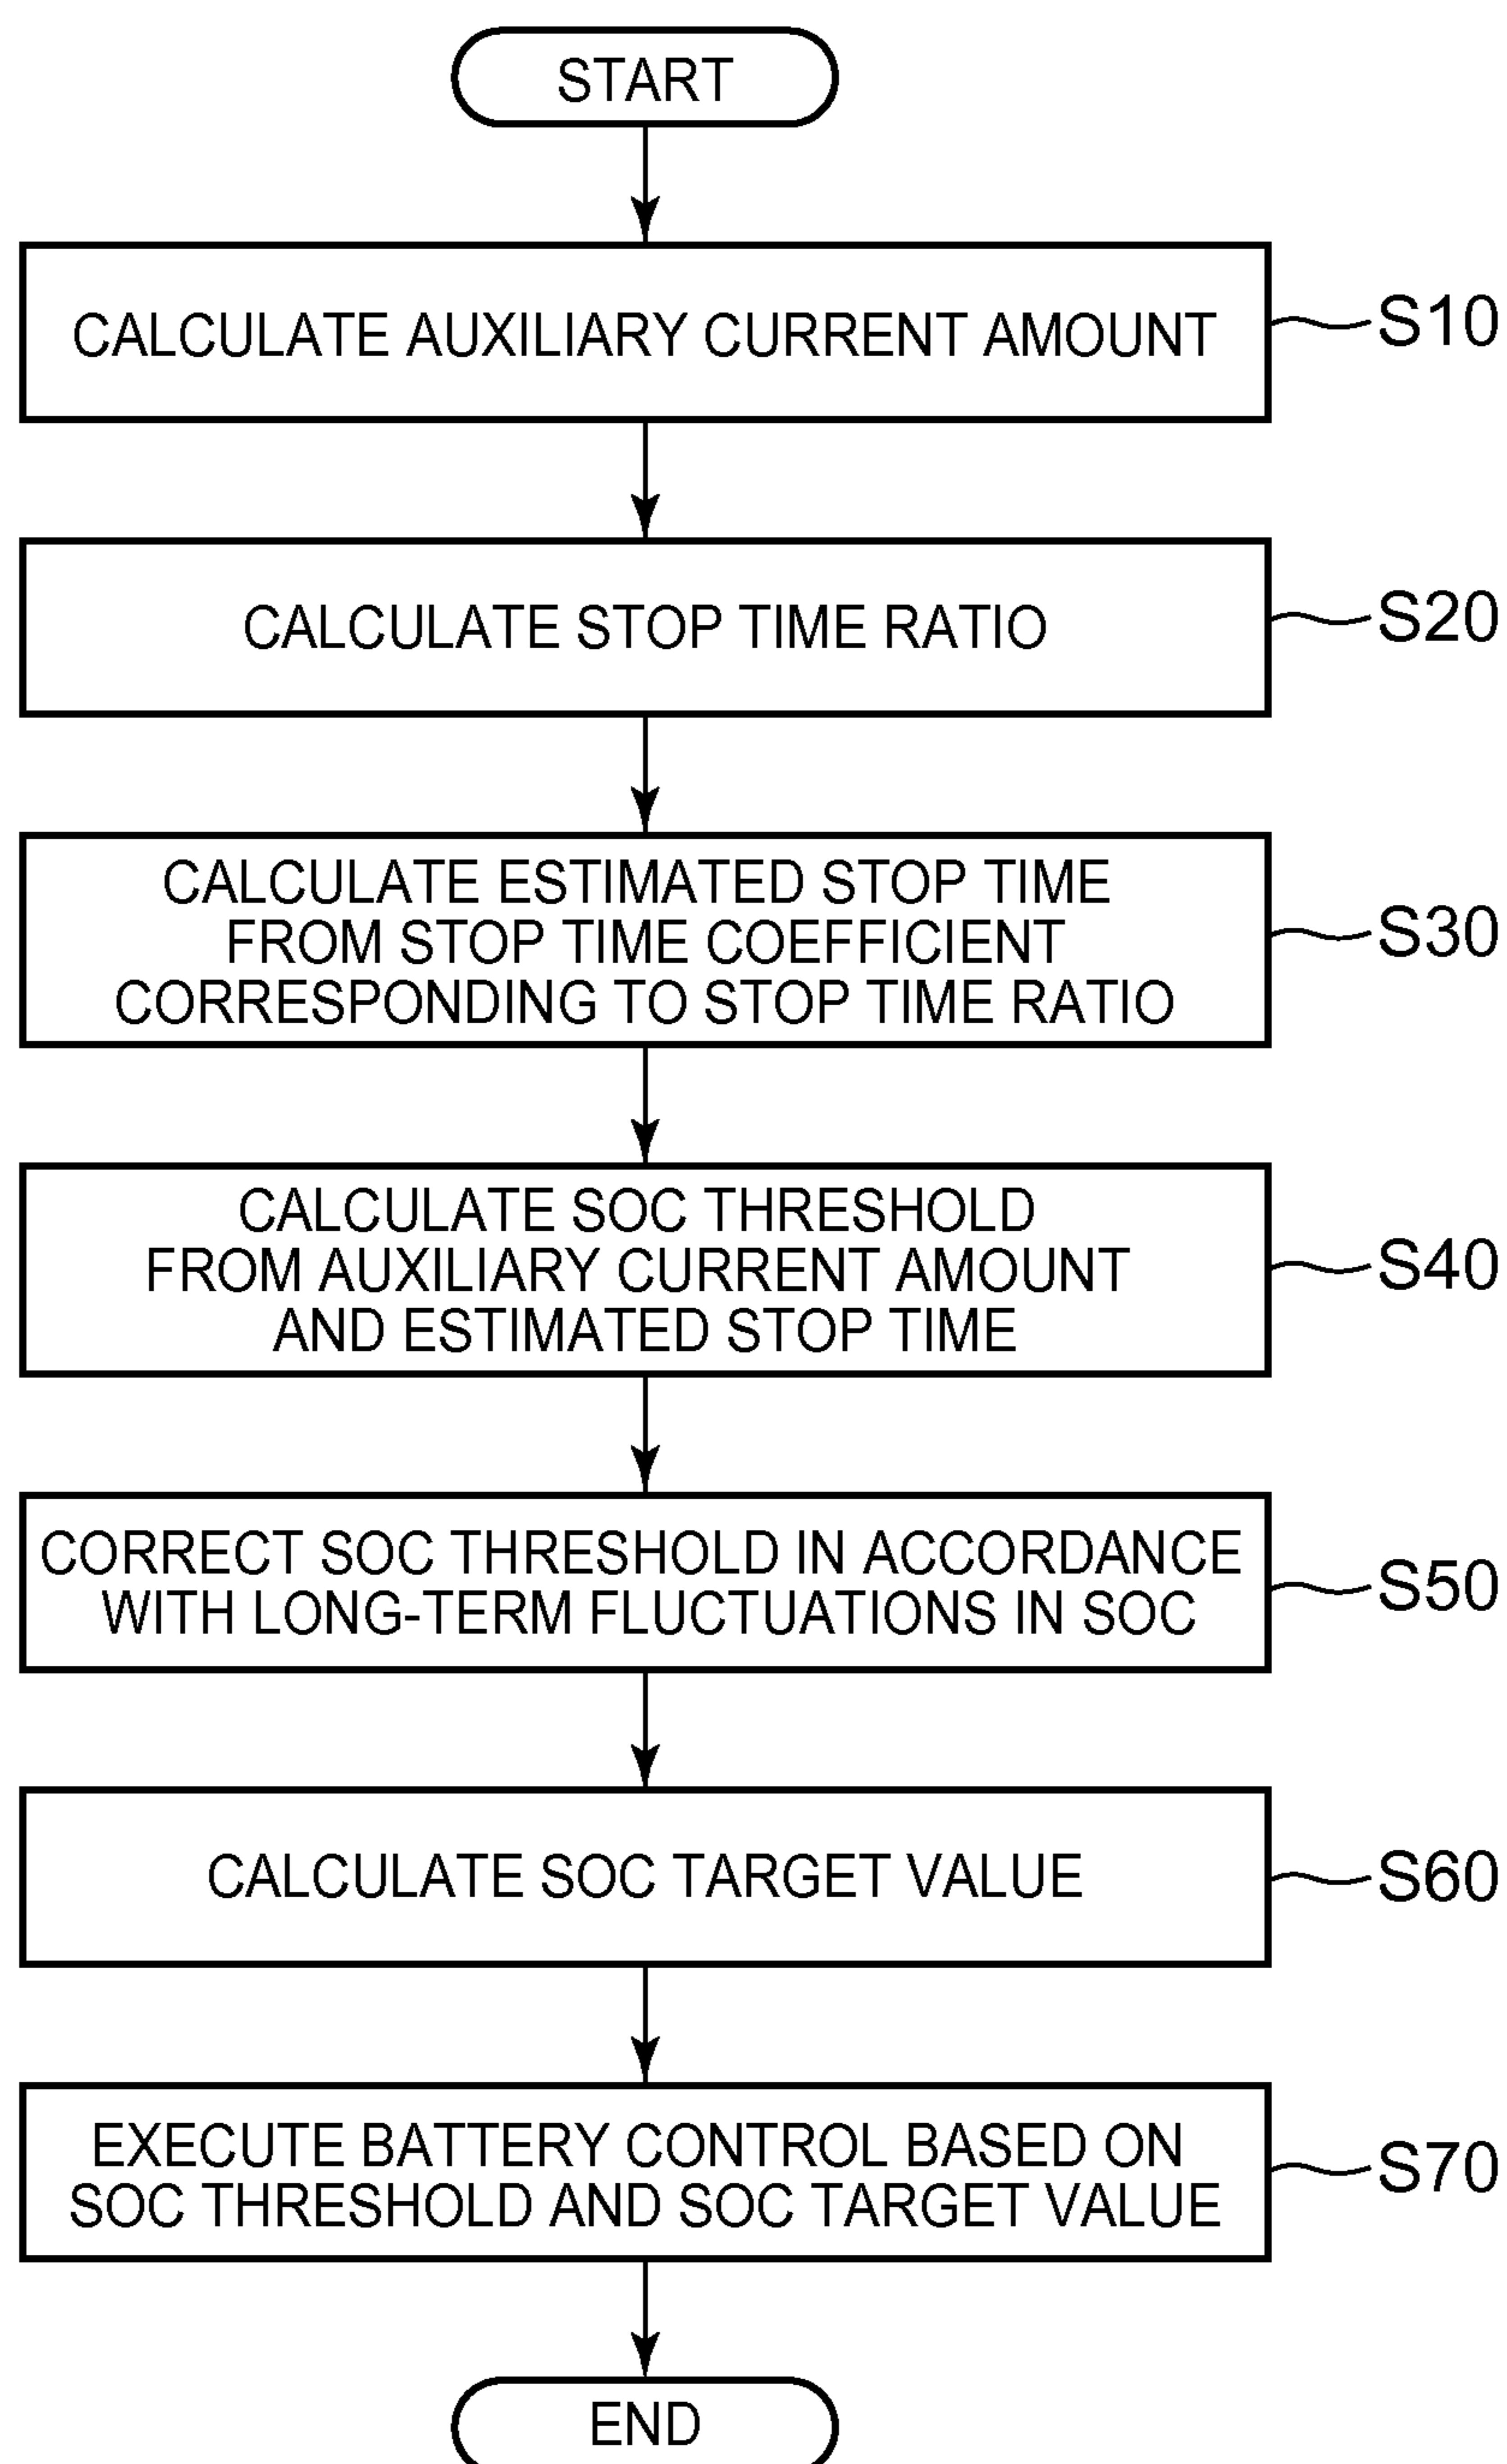 START
CALCULATE AUXILIARY CURRENT AMOUNT
S10
CALCULATE STOP TIME RATIO
S20
CALCULATE ESTIMATED STOP TIME
FROM STOP TIME COEFFICIENT
CORRESPONDING TO STOP TIME RATIO
S30
CALCULATE SOC THRESHOLD
FROM AUXILIARY CURRENT AMOUNT
AND ESTIMATED STOP TIME
S40
CORRECT SOC THRESHOLD IN ACCORDANCE
WITH LONG-TERM FLUCTUATIONS IN SOC
S50
CALCULATE SOC TARGET VALUE
S60
EXECUTE BATTERY CONTROL BASED ON
SOC THRESHOLD AND SOC TARGET VALUE
S70
END